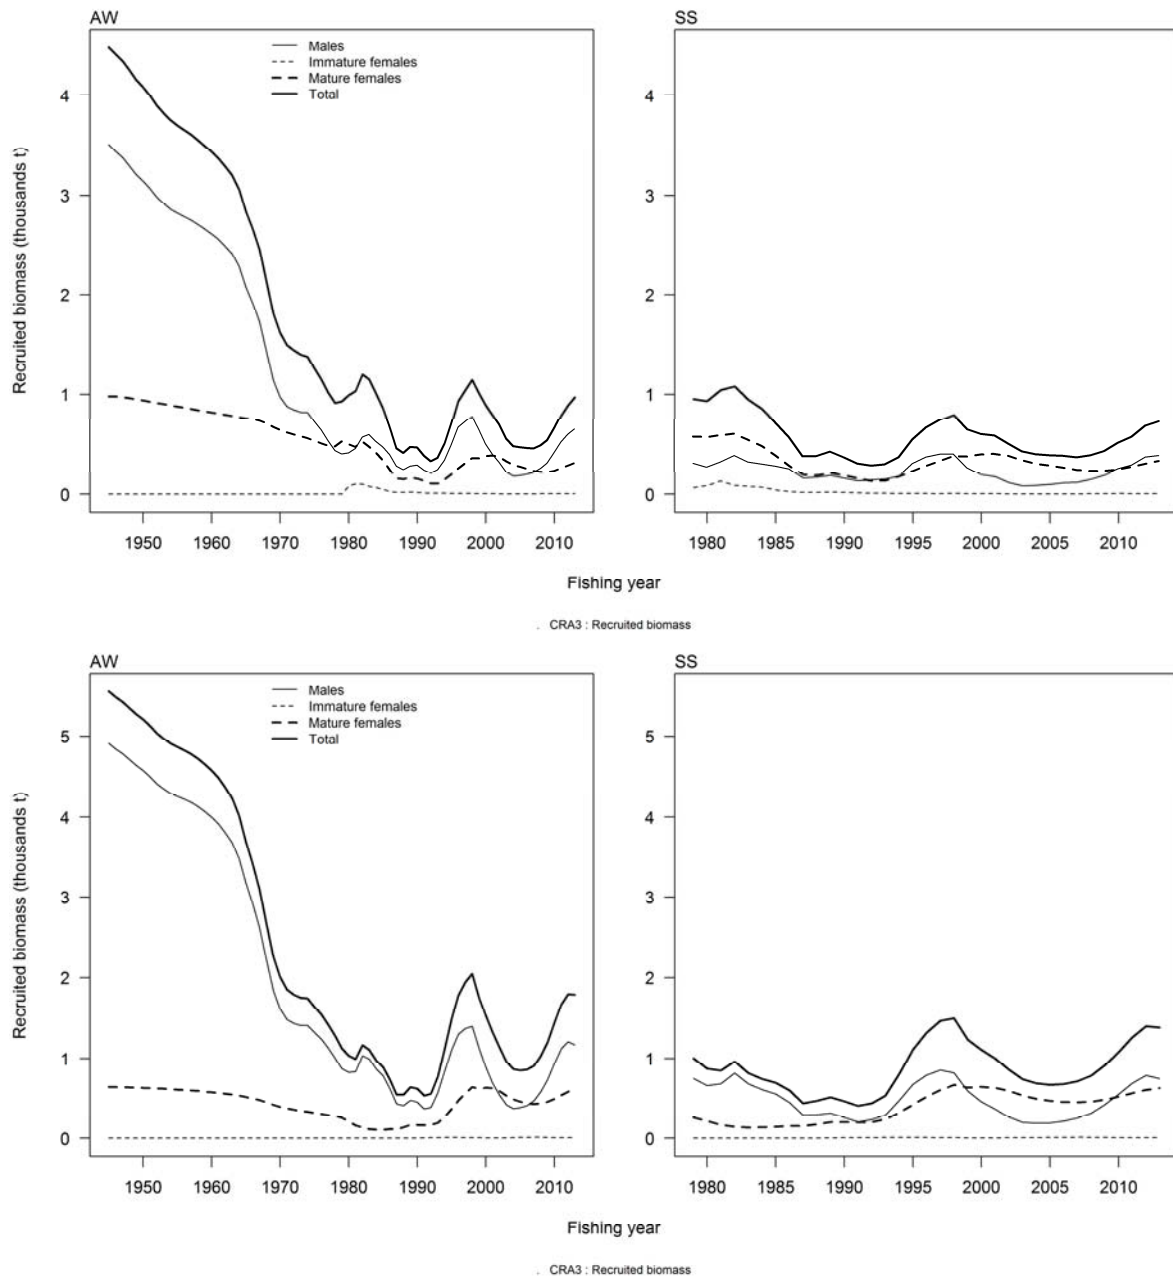 AW
SS
Males
Immature females
Mature females
Total
Recruited biomass (thousands t)
4
3
2
1
0
4
3
2
1
0
1950 1960 1970 1980 1990 2000 2010
1980 1985 1990 1995 2000 2005 2010
Fishing year
. CRA3 : Recruited biomass
AW
SS
Males
Immature females
Mature females
Total
Recruited biomass (thousands t)
5
4
3
2
1
0
5
4
3
2
1
0
1950 1960 1970 1980 1990 2000 2010
1980 1985 1990 1995 2000 2005 2010
Fishing year
. CRA3 : Recruited biomass